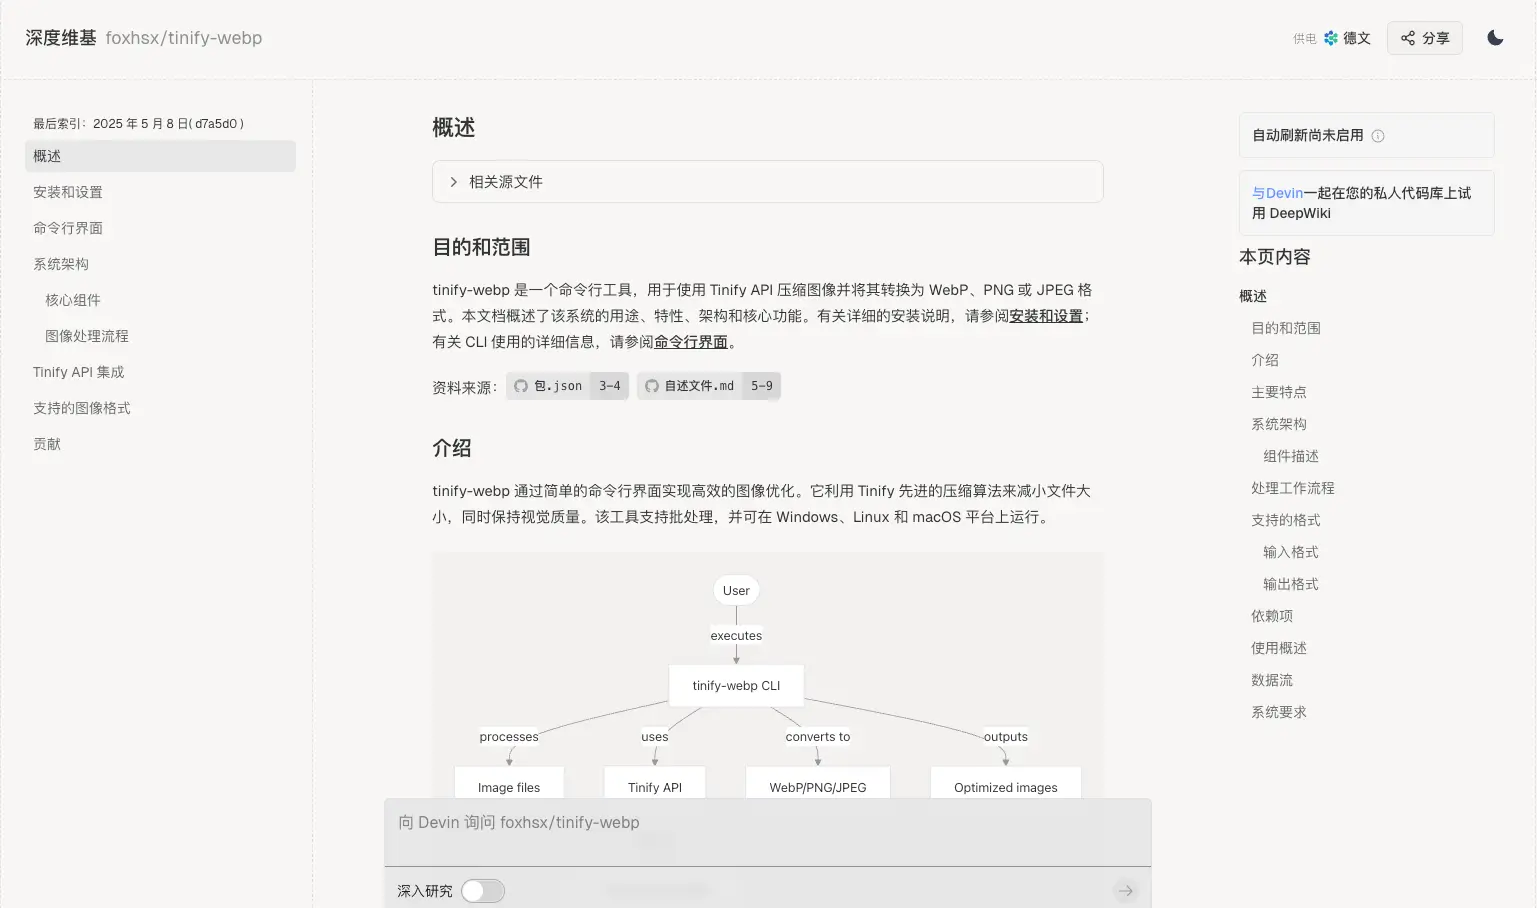 深度维基 foxhsx/tinify-webp
供电 德文
分享
最后索引：2025 年 5 月 8 日( d7a5d0 )
概述
安装和设置
命令行界面
系统架构
核心组件
图像处理流程
Tinify API 集成
支持的图像格式
贡献
概述
相关源文件
目的和范围
tinify-webp 是一个命令行工具，用于使用 Tinify API 压缩图像并将其转换为 WebP、PNG 或 JPEG 格
式。本文档概述了该系统的用途、特性、架构和核心功能。有关详细的安装说明，请参阅安装和设置；
有关 CLI 使用的详细信息，请参阅命令行界面。
资料来源： 包.json 3-4 自述文件.md 5-9
介绍
tinify-webp 通过简单的命令行界面实现高效的图像优化。它利用 Tinify 先进的压缩算法来减小文件大
小，同时保持视觉质量。该工具支持批处理，并可在 Windows、Linux 和 macOS 平台上运行。
User
executes
tinify-webp CLI
processes uses converts to outputs
Image files Tinify API WebP/PNG/JPEG Optimized images
向 Devin 询问 foxhsx/tinify-webp
深入研究
自动刷新尚未启用
与Devin一起在您的私人代码库上试
用 DeepWiki
本页内容
概述
目的和范围
介绍
主要特点
系统架构
组件描述
处理工作流程
支持的格式
输入格式
输出格式
依赖项
使用概述
数据流
系统要求